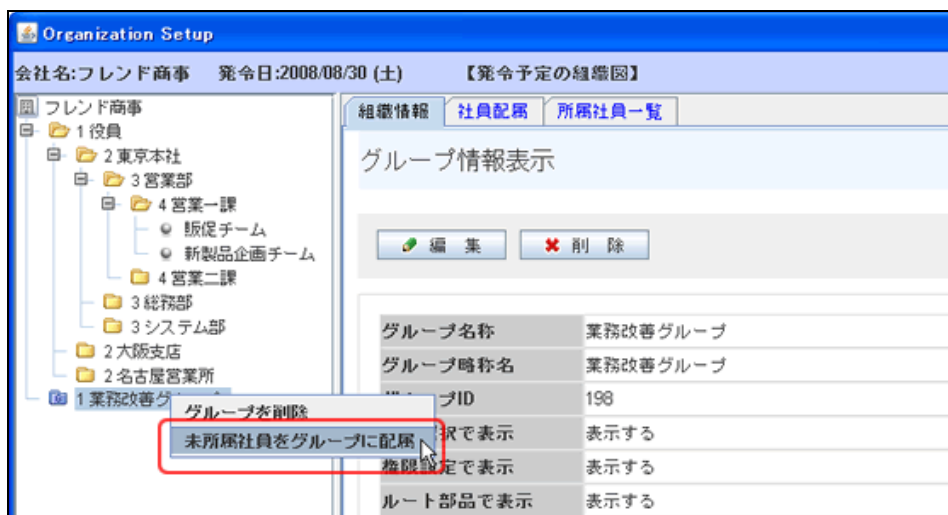 Organization Setup
会社名:フレンド商事 発令日:2008/08/30 (土) 【発令予定の組織図】
フレンド商事
1 役員
2 東京本社
3 営業部
4 営業一課
販促チーム
新製品企画チーム
4 営業二課
3 総務部
3 システム部
2 大阪支店
2 名古屋営業所
1 業務改善グ
グループを削除
未所属社員をグループに配属
組織情報 社員配属 所属社員一覧
グループ情報表示
編 集 削 除
グループ名称 業務改善グループ
グループ略称名 業務改善グループ
プID 198
択で表示 表示する
権限設定で表示 表示する
ルート部品で表示 表示する